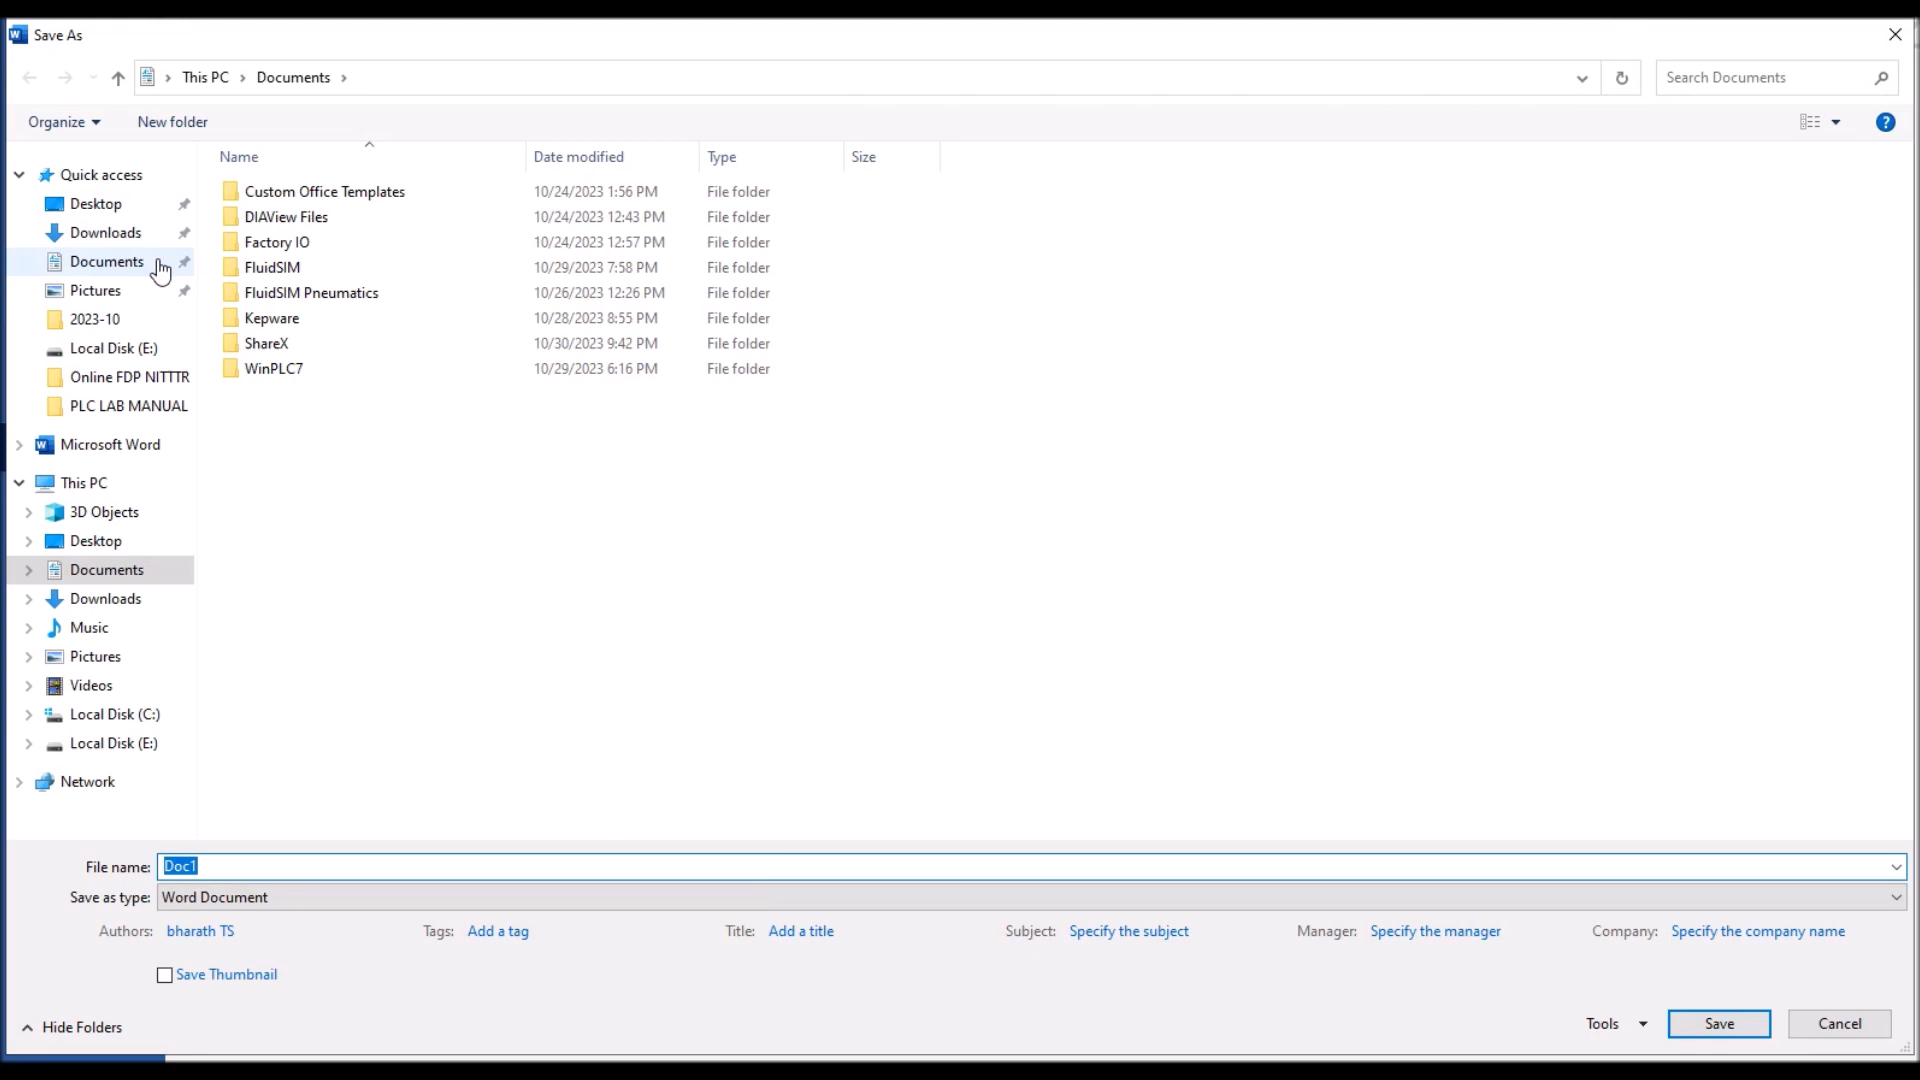 Save As
This PC > Documents >
Search Documents
Organize
New folder
Name Date modified Type Size
Quick access
Desktop
Downloads
Documents
Pictures
2023-10
Local Disk (E:)
Online FDP NITTTR
PLC LAB MANUAL
Microsoft Word
This PC
3D Objects
Desktop
Documents
Downloads
Music
Pictures
Videos
Local Disk (C:)
Local Disk (E:)
Network
Custom Office Templates 10/24/2023 1:56 PM File folder
DIAView Files 10/24/2023 12:43 PM File folder
Factory IO 10/24/2023 12:57 PM File folder
FluidSIM 10/29/2023 7:58 PM File folder
FluidSIM Pneumatics 10/26/2023 12:26 PM File folder
Kepware 10/28/2023 8:55 PM File folder
ShareX 10/30/2023 9:42 PM File folder
WinPLC7 10/29/2023 6:16 PM File folder
File name: Doc1
Save as type: Word Document
Authors: bharath TS Tags: Add a tag Title: Add a title Subject: Specify the subject Manager: Specify the manager Company: Specify the company name
Save Thumbnail
Hide Folders
Tools Save Cancel